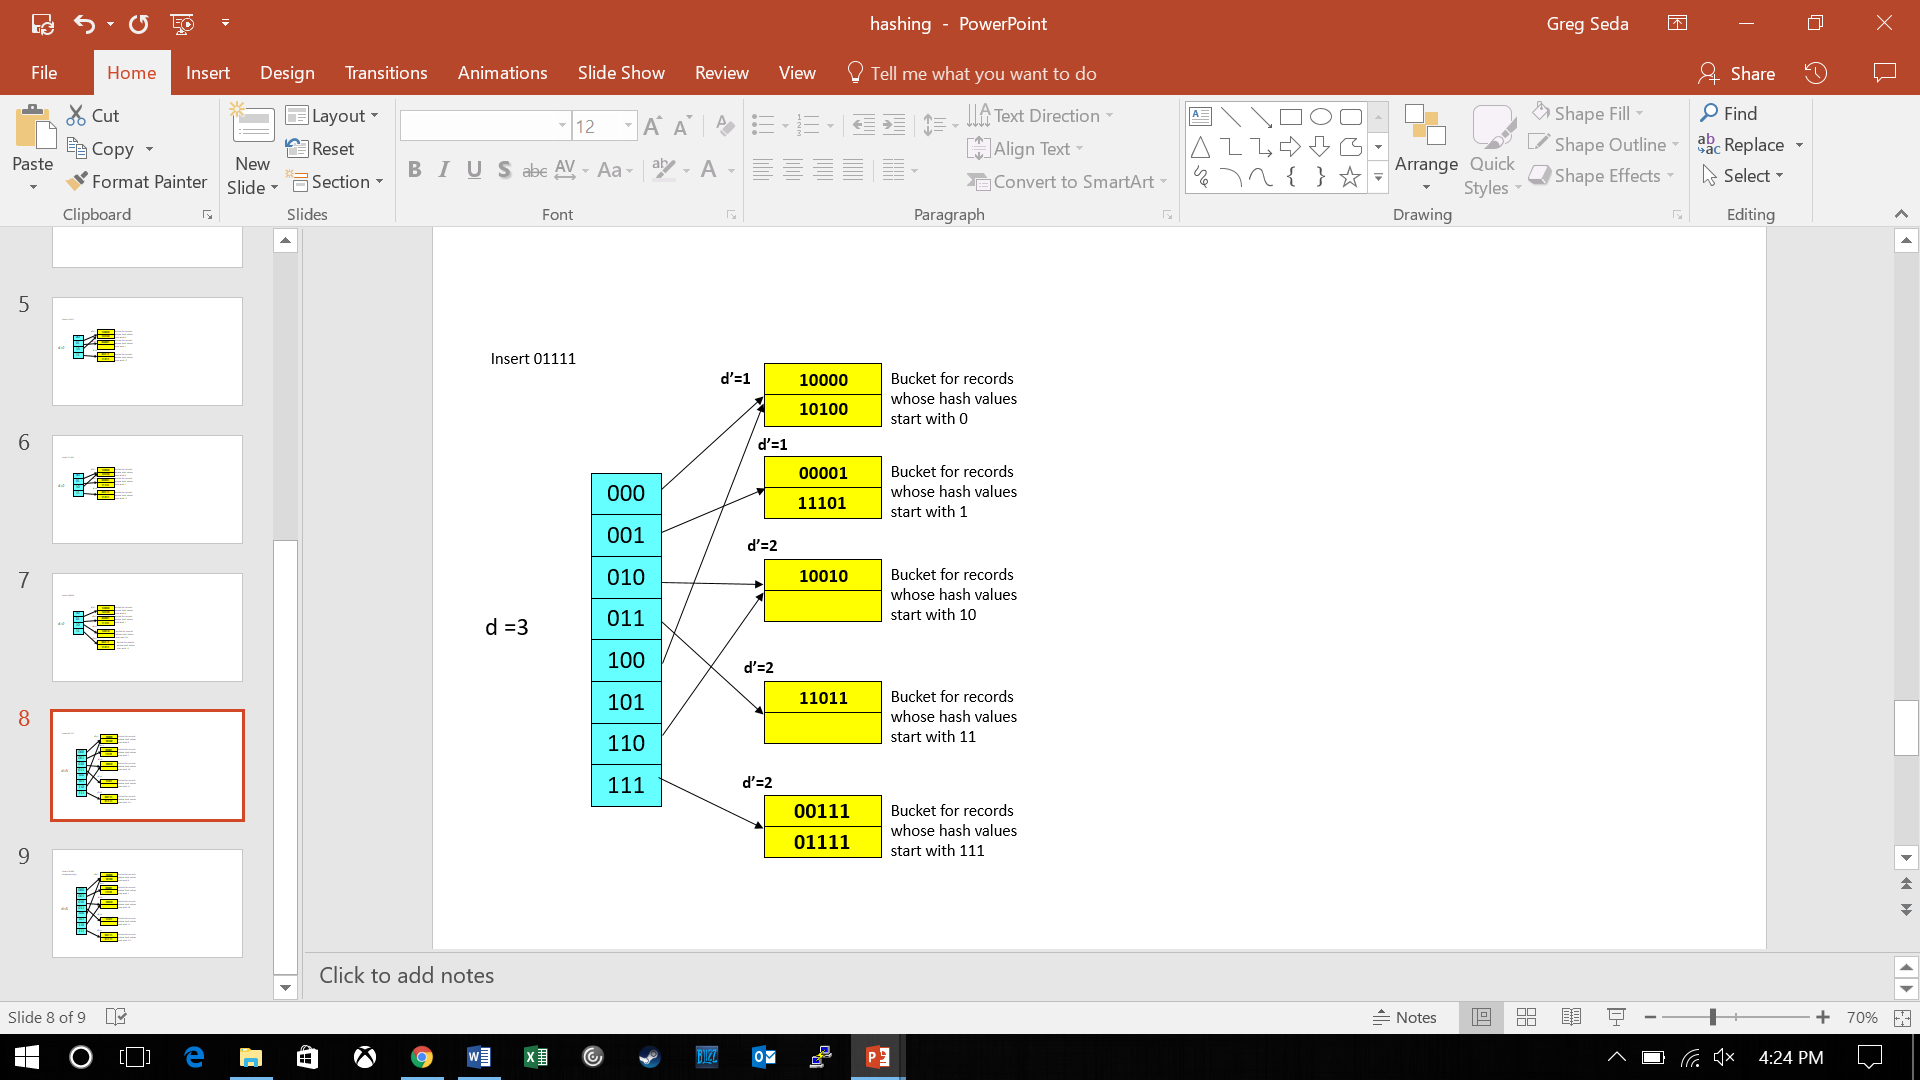 hashing - PowerPoint
Greg Seda
File Home Insert Design Transitions Animations Slide Show Review View Tell me what you want to do
Share
Paste
Cut
Copy
Format Painter
Clipboard
New
Slide
Layout
Reset
Section
Slides
12
B I U S abc AV Aa A
Font
Text Direction
Align Text
Convert to SmartArt
Paragraph
Arrange
Quick
Styles
Shape Fill
Shape Outline
Shape Effects
Drawing
Find
Replace
Select
Editing
5
6
7
8
9
Insert 01111
d =3
000
001
010
011
100
101
110
111
d’=1
10000
10100
Bucket for records
whose hash values
start with 0
d’=1
00001
11101
Bucket for records
whose hash values
start with 1
d’=2
10010
Bucket for records
whose hash values
start with 10
d’=2
11011
Bucket for records
whose hash values
start with 11
d’=2
00111
01111
Bucket for records
whose hash values
start with 111
Click to add notes
Slide 8 of 9
Notes
70%
4:24 PM